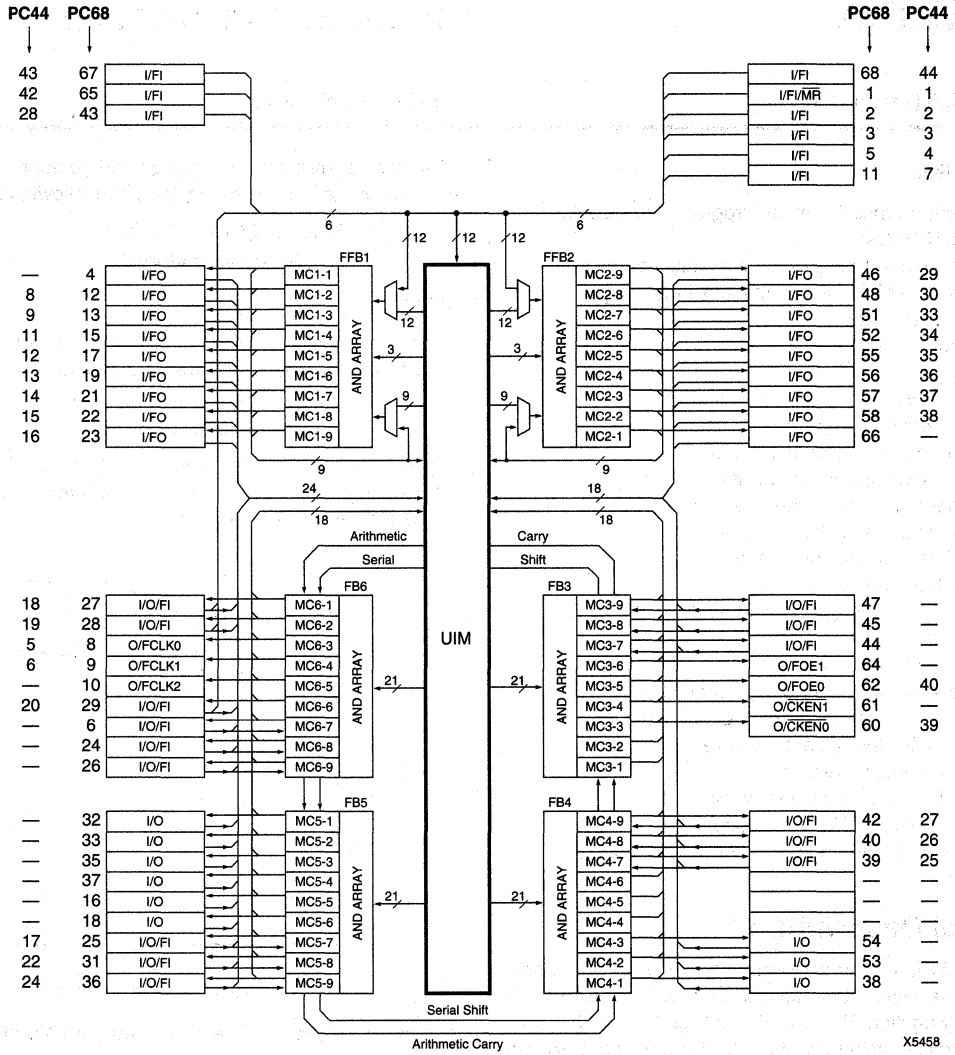 PC44 PC68 PC68 PC44
43 67 I/FI I/FI 68 44
42 65 I/FI I/FI/MR 1 1
28 43 I/FI I/FI 2 2
I/FI 3 3
I/FI 5 4
I/FI 11 7
6 6
12 12 12
FFB1 FFB2
— 4 I/FO MC1-1 MC2-9 I/FO 46 29
8 12 I/FO MC1-2 MC2-8 I/FO 48 30
9 13 I/FO MC1-3 MC2-7 I/FO 51 33
12 12
11 15 I/FO MC1-4 MC2-6 I/FO 52 34
12 17 I/FO MC1-5 AND ARRAY 3 3 AND ARRAY MC2-5 I/FO 55 35
13 19 I/FO MC1-6 MC2-4 I/FO 56 36
14 21 I/FO MC1-7 9 9 MC2-3 I/FO 57 37
15 22 I/FO MC1-8 MC2-2 I/FO 58 38
16 23 I/FO MC1-9 MC2-1 I/FO 66 —
9 9
24 18
18 18
Arithmetic Carry
Serial Shift
FB6 FB3
18 27 I/O/FI MC6-1 MC3-9 I/O/FI 47 —
19 28 I/O/FI MC6-2 MC3-8 I/O/FI 45 —
5 8 O/FCLK0 MC6-3 UIM MC3-7 I/O/FI 44 —
6 9 O/FCLK1 MC6-4 MC3-6 O/FOE1 64 —
— 10 O/FCLK2 MC6-5 AND ARRAY 21 21 AND ARRAY MC3-5 O/FOE0 62 40
20 29 I/O/FI MC6-6 MC3-4 O/CKEN1 61 —
— 6 I/O/FI MC6-7 MC3-3 O/CKEN0 60 39
— 24 I/O/FI MC6-8 MC3-2
— 26 I/O/FI MC6-9 MC3-1
FB5 FB4
— 32 I/O MC5-1 MC4-9 I/O/FI 42 27
— 33 I/O MC5-2 MC4-8 I/O/FI 40 26
— 35 I/O MC5-3 MC4-7 I/O/FI 39 25
— 37 I/O MC5-4 MC4-6 — —
— 16 I/O MC5-5 AND ARRAY 21 21 AND ARRAY MC4-5 — —
— 18 I/O MC5-6 MC4-4 — —
17 25 I/O/FI MC5-7 MC4-3 I/O 54 —
22 31 I/O/FI MC5-8 MC4-2 I/O 53 —
24 36 I/O/FI MC5-9 MC4-1 I/O 38 —
Serial Shift
Arithmetic Carry
X5458